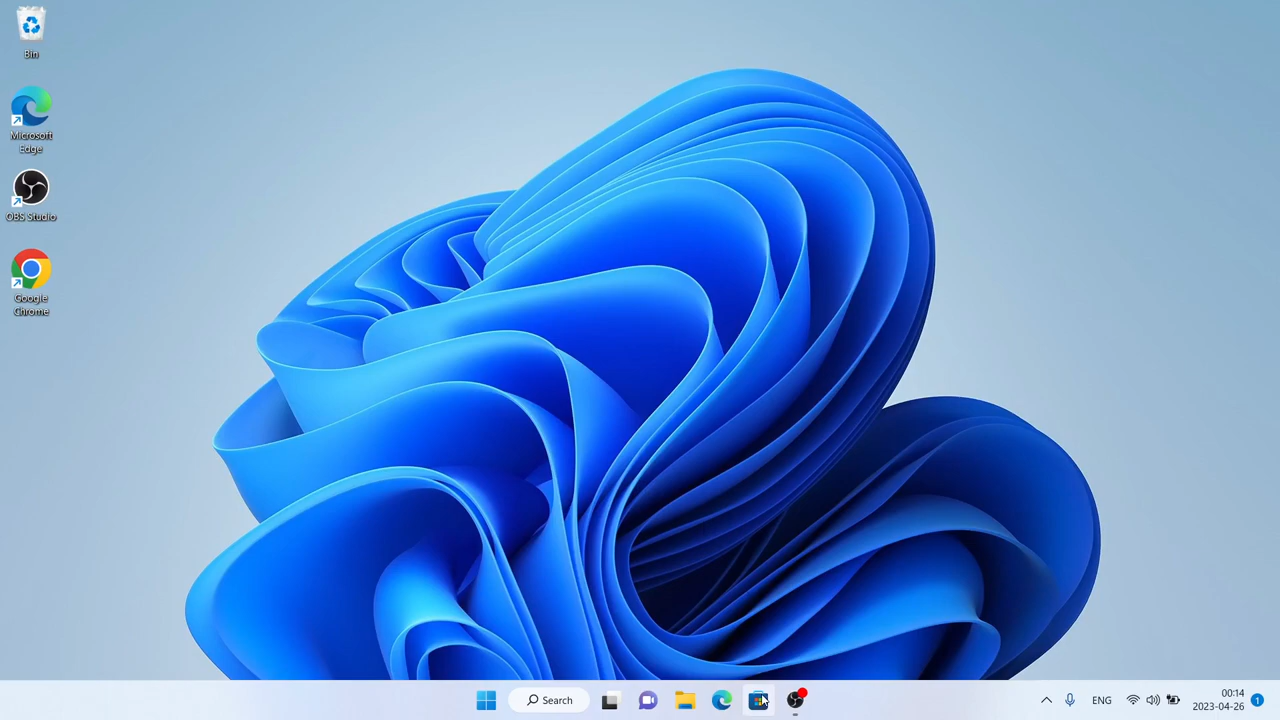 Bin
Microsoft
Edge
OBS Studio
Google
Chrome
Search
ENG
00:14
2023-04-26
1